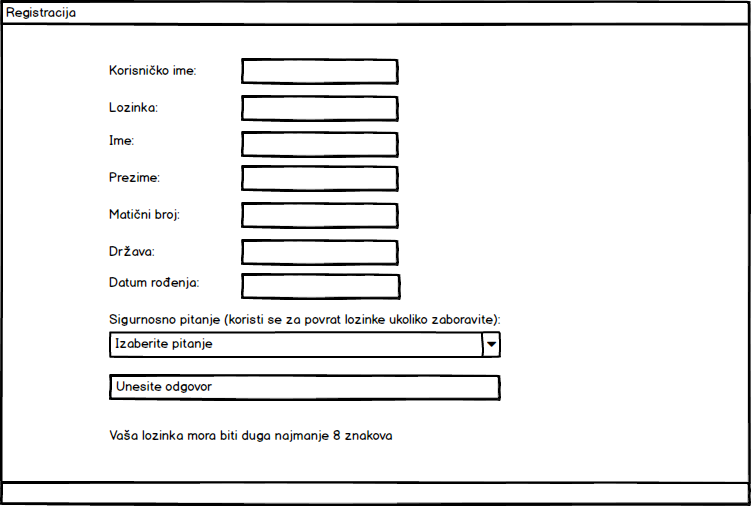 Registracija
Korisničko ime:
Lozinka:
Ime:
Prezime:
Matični broj:
Država:
Datum rođenja:
Sigurnosno pitanje (koristi se za povrat lozinke ukoliko zaboravite):
Izaberite pitanje
Unesite odgovor
Vaša lozinka mora biti duga najmanje 8 znakova